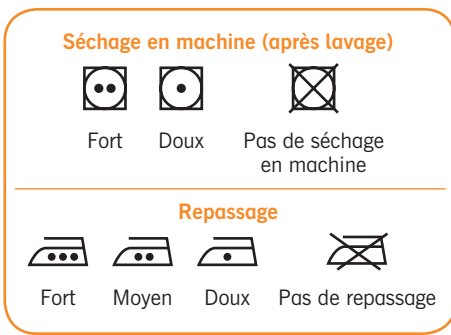 Séchage en machine (après lavage)
Fort Doux Pas de séchage
en machine
Repassage
Fort Moyen Doux Pas de repassage